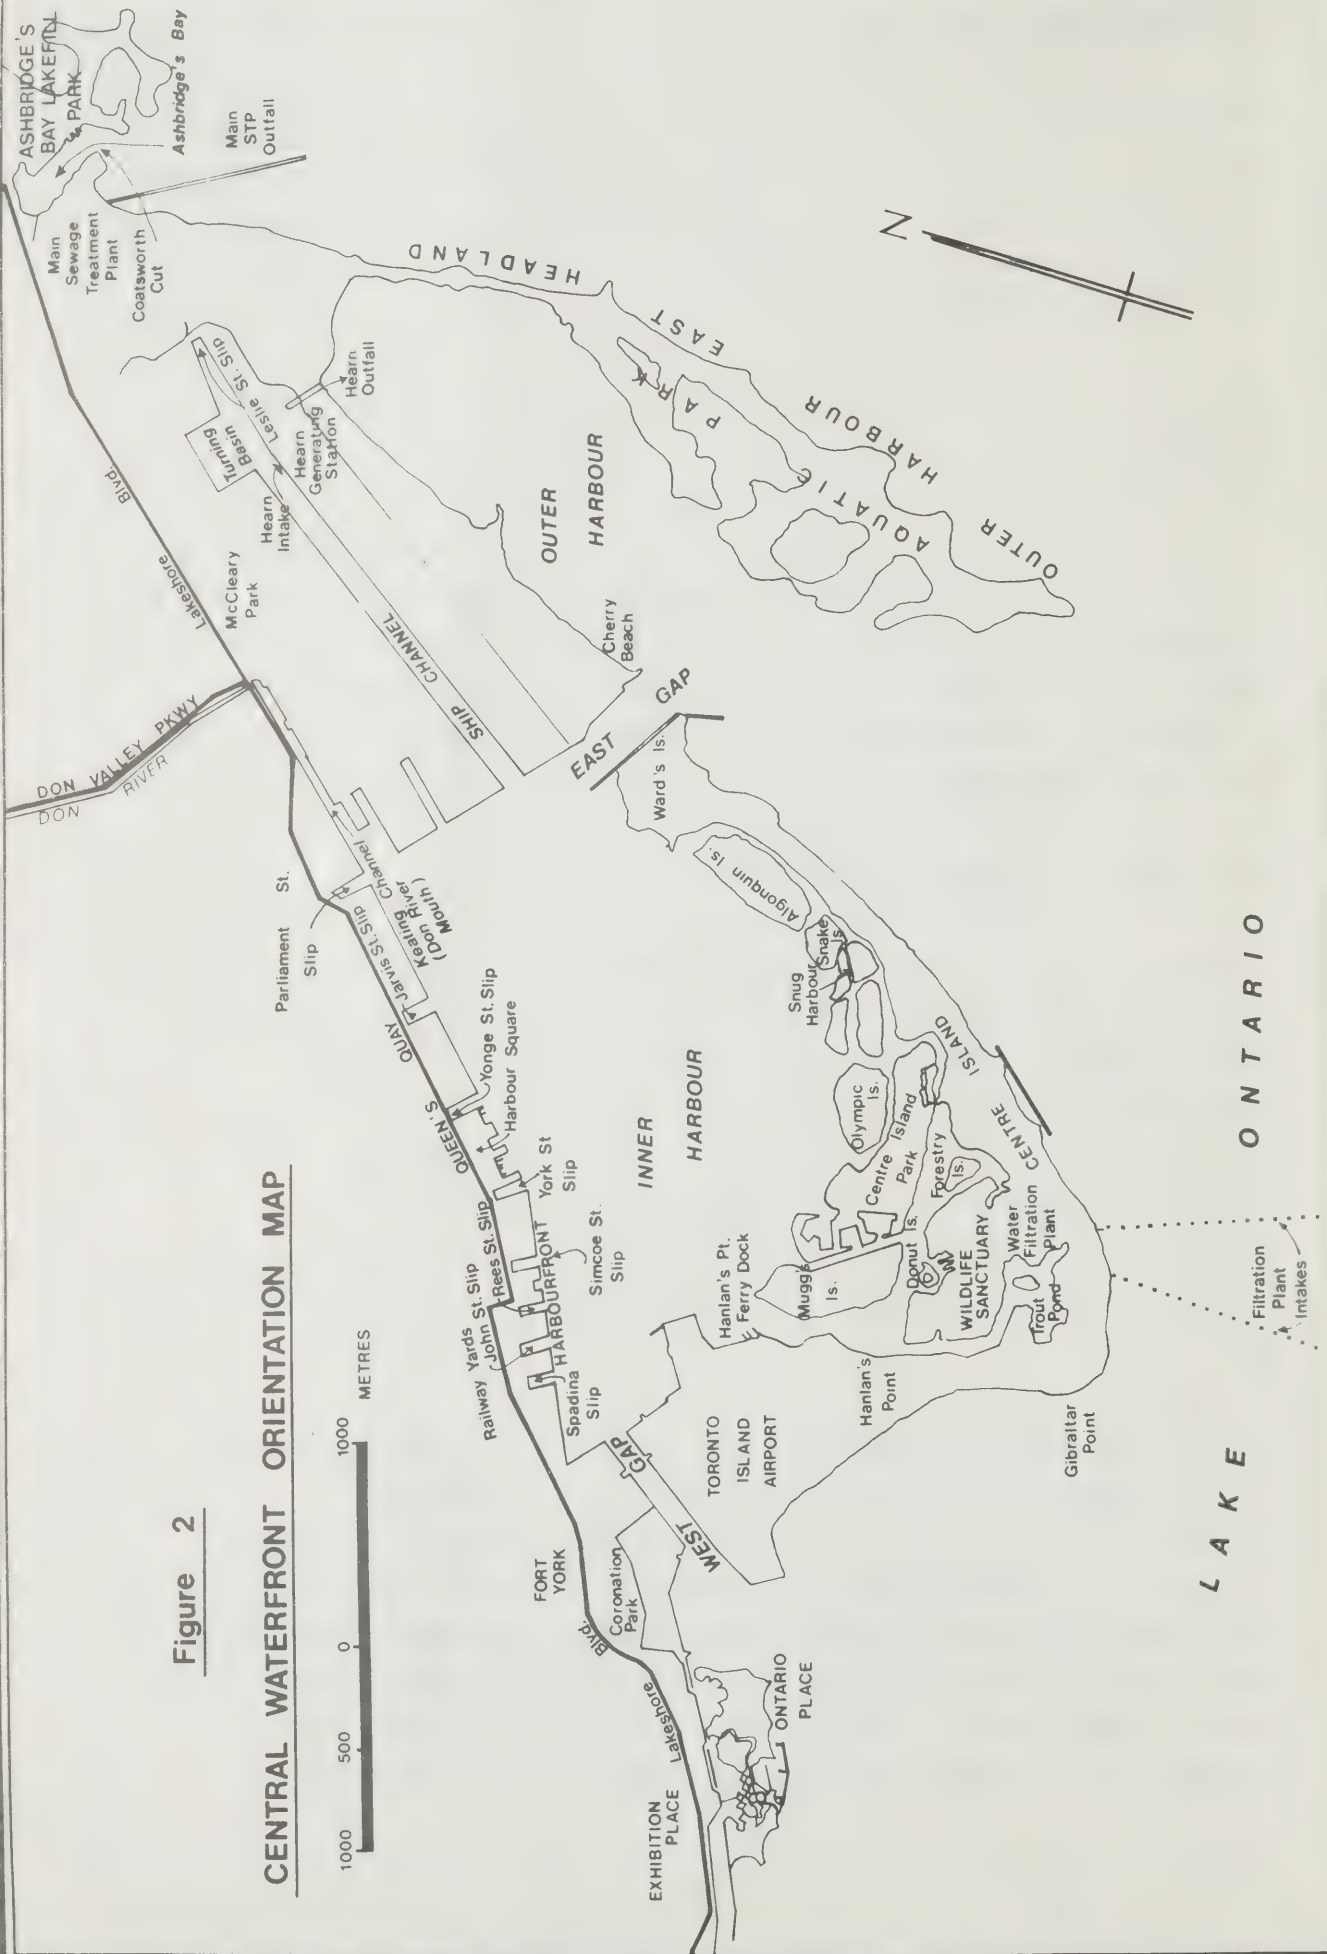 Figure 2
CENTRAL WATERFRONT ORIENTATION MAP
1000 500 0 1000
METRES
N
EXHIBITION
PLACE
Lakeshore
Blvd.
ONTARIO
PLACE
Coronation
Park
FORT
YORK
WEST
GAP
TORONTO
ISLAND
AIRPORT
Railway Yards
Spadina
Slip
John St. Slip
Rees St. Slip
HARBOURFRONT
Simcoe St.
Slip
York St
Slip
Harbour Square
Yonge St. Slip
QUEEN'S
QUAY
Jarvis St. Slip
Parliament St.
Slip
Keating Channel
(Don River
Mouth)
DON VALLEY PKWY
DON RIVER
Lakeshore
Blvd.
McCleary
Park
SHIP
CHANNEL
Turning
Basin
Leslie St. Slip
Hearn
Intake
Hearn
Generating
Station
Hearn
Outfall
Main
Sewage
Treatment
Plant
Coatsworth
Cut
ASHBRIDGE'S
BAY LAKEFILL
PARK
Ashbridge's Bay
Main
STP
Outfall
OUTER
HARBOUR
Cherry
Beach
EAST
GAP
OUTER HARBOUR EAST HEADLAND
AQUATIC PARK
INNER
HARBOUR
Ward's Is.
Algonquin Is.
Snake
Is.
Snug
Harbour
Olympic
Is.
Centre Island
Park
Forestry
Is.
CENTRE ISLAND
Hanlan's Pt.
Ferry Dock
Mugg's
Is.
Donut Is.
WILDLIFE
SANCTUARY
Water
Filtration
Plant
Trout
Pond
Hanlan's
Point
Gibraltar
Point
Filtration
Plant
Intakes
LAKE ONTARIO